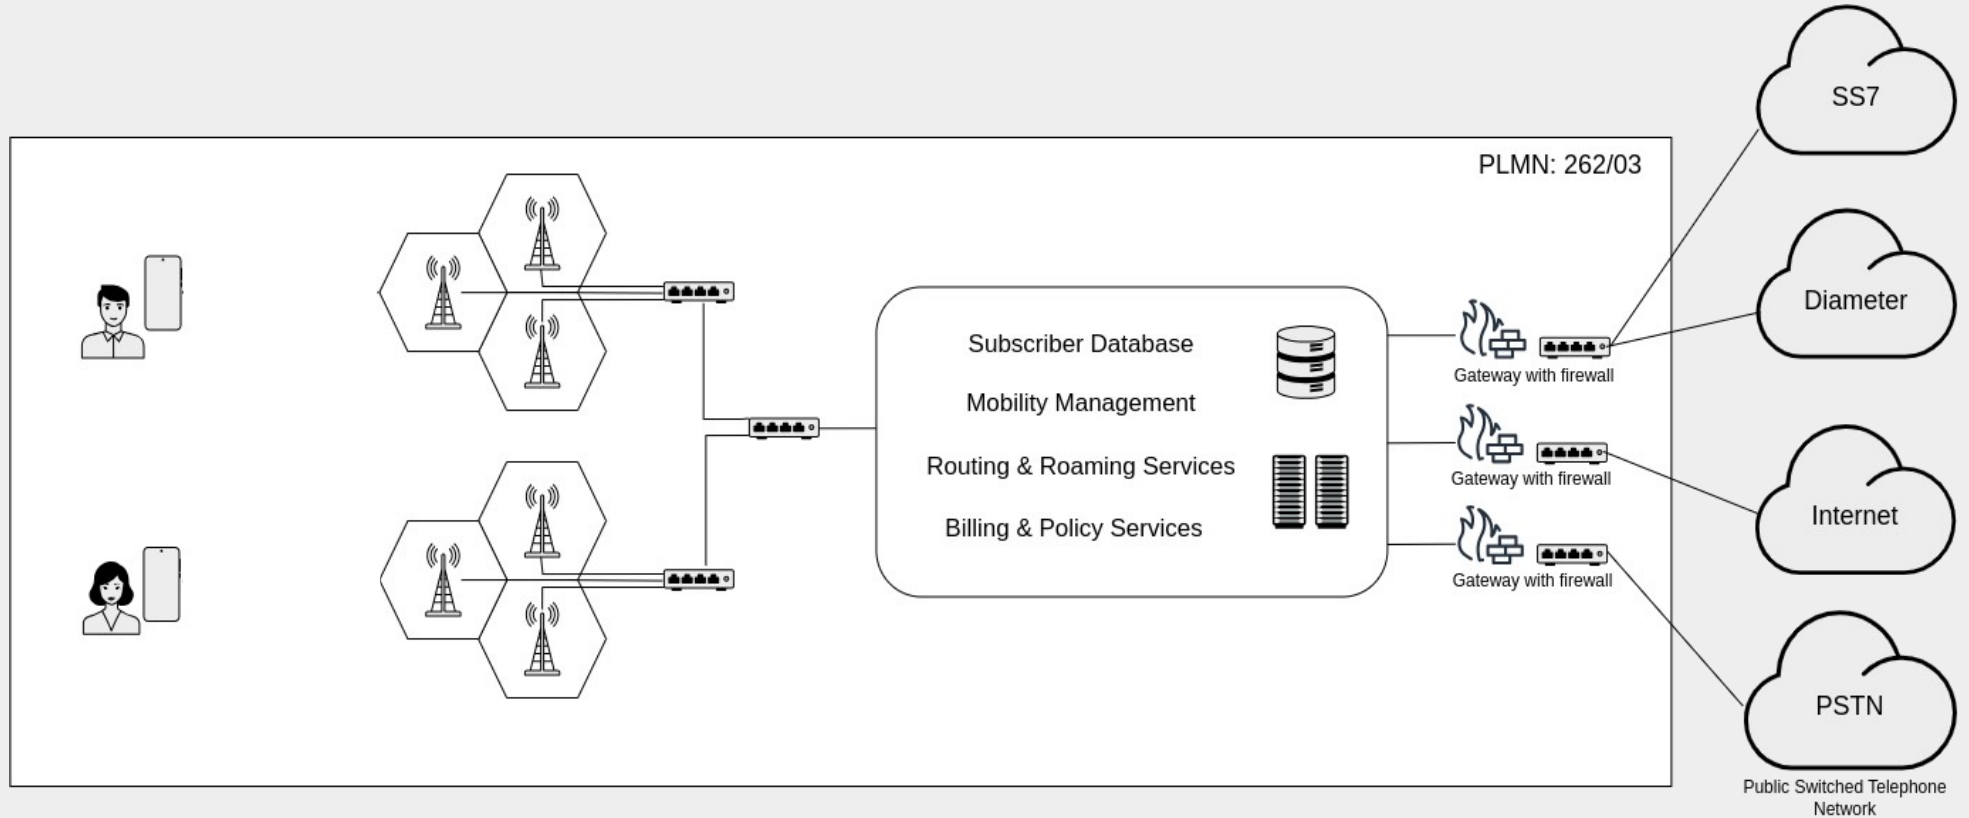 SS7
PLMN: 262/03
Diameter
Subscriber Database
Mobility Management
Routing & Roaming Services
Billing & Policy Services
Gateway with firewall
Gateway with firewall
Gateway with firewall
Internet
PSTN
Public Switched Telephone
Network